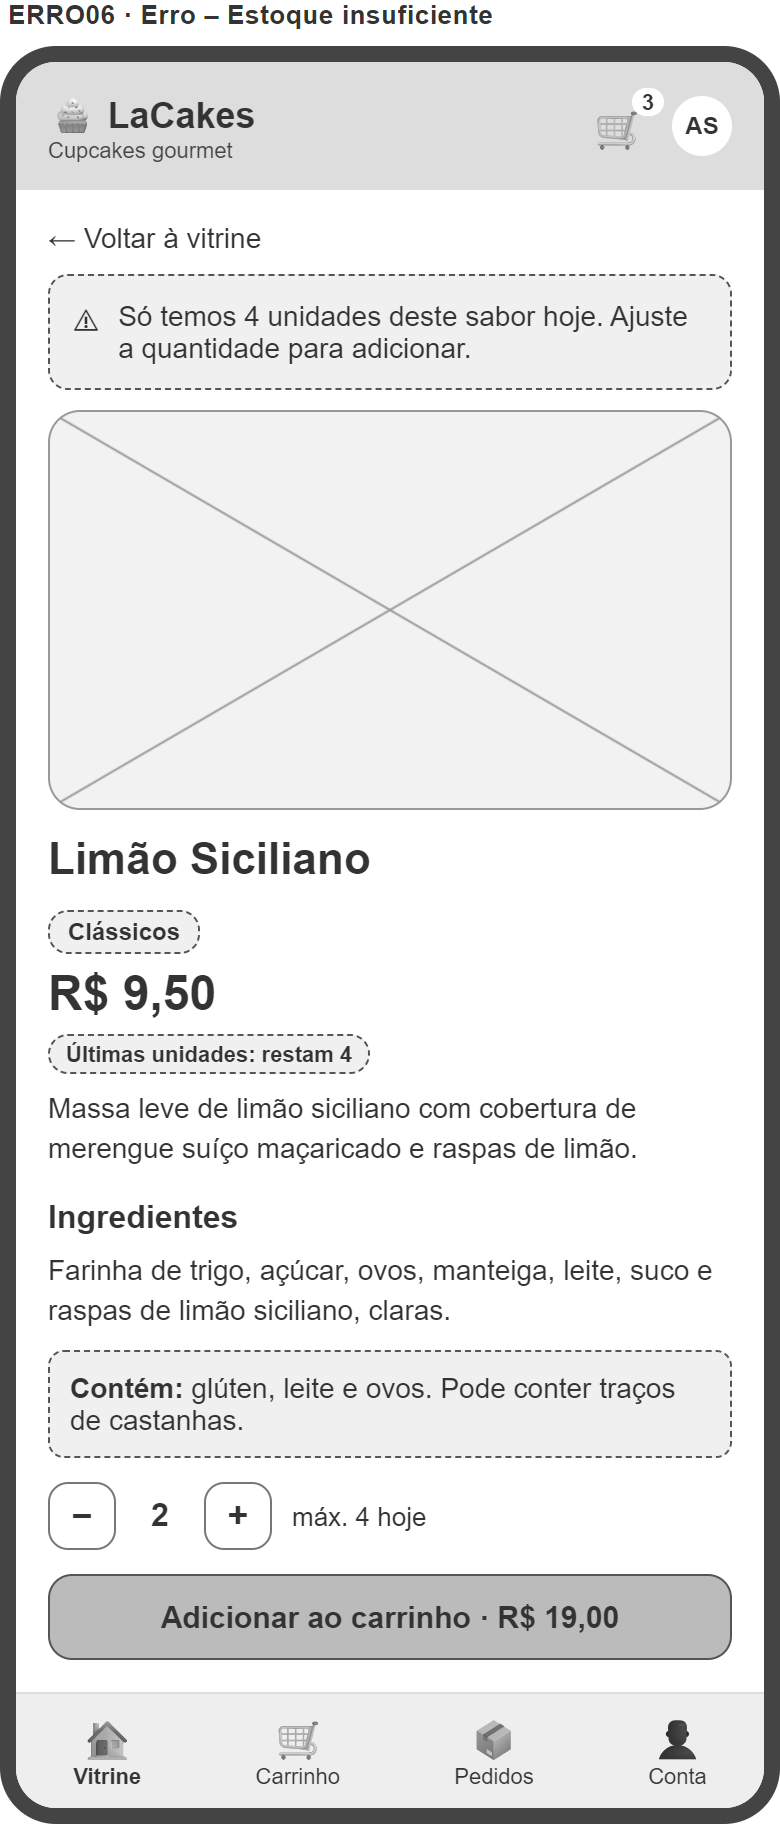 ERRO06 · Erro – Estoque insuficiente
LaCakes
Cupcakes gourmet
3
AS
← Voltar à vitrine
⚠ Só temos 4 unidades deste sabor hoje. Ajuste
a quantidade para adicionar.
Limão Siciliano
Clássicos
R$ 9,50
Últimas unidades: restam 4
Massa leve de limão siciliano com cobertura de
merengue suíço maçaricado e raspas de limão.
Ingredientes
Farinha de trigo, açúcar, ovos, manteiga, leite, suco e
raspas de limão siciliano, claras.
Contém: glúten, leite e ovos. Pode conter traços
de castanhas.
− 2 + máx. 4 hoje
Adicionar ao carrinho · R$ 19,00
Vitrine Carrinho Pedidos Conta